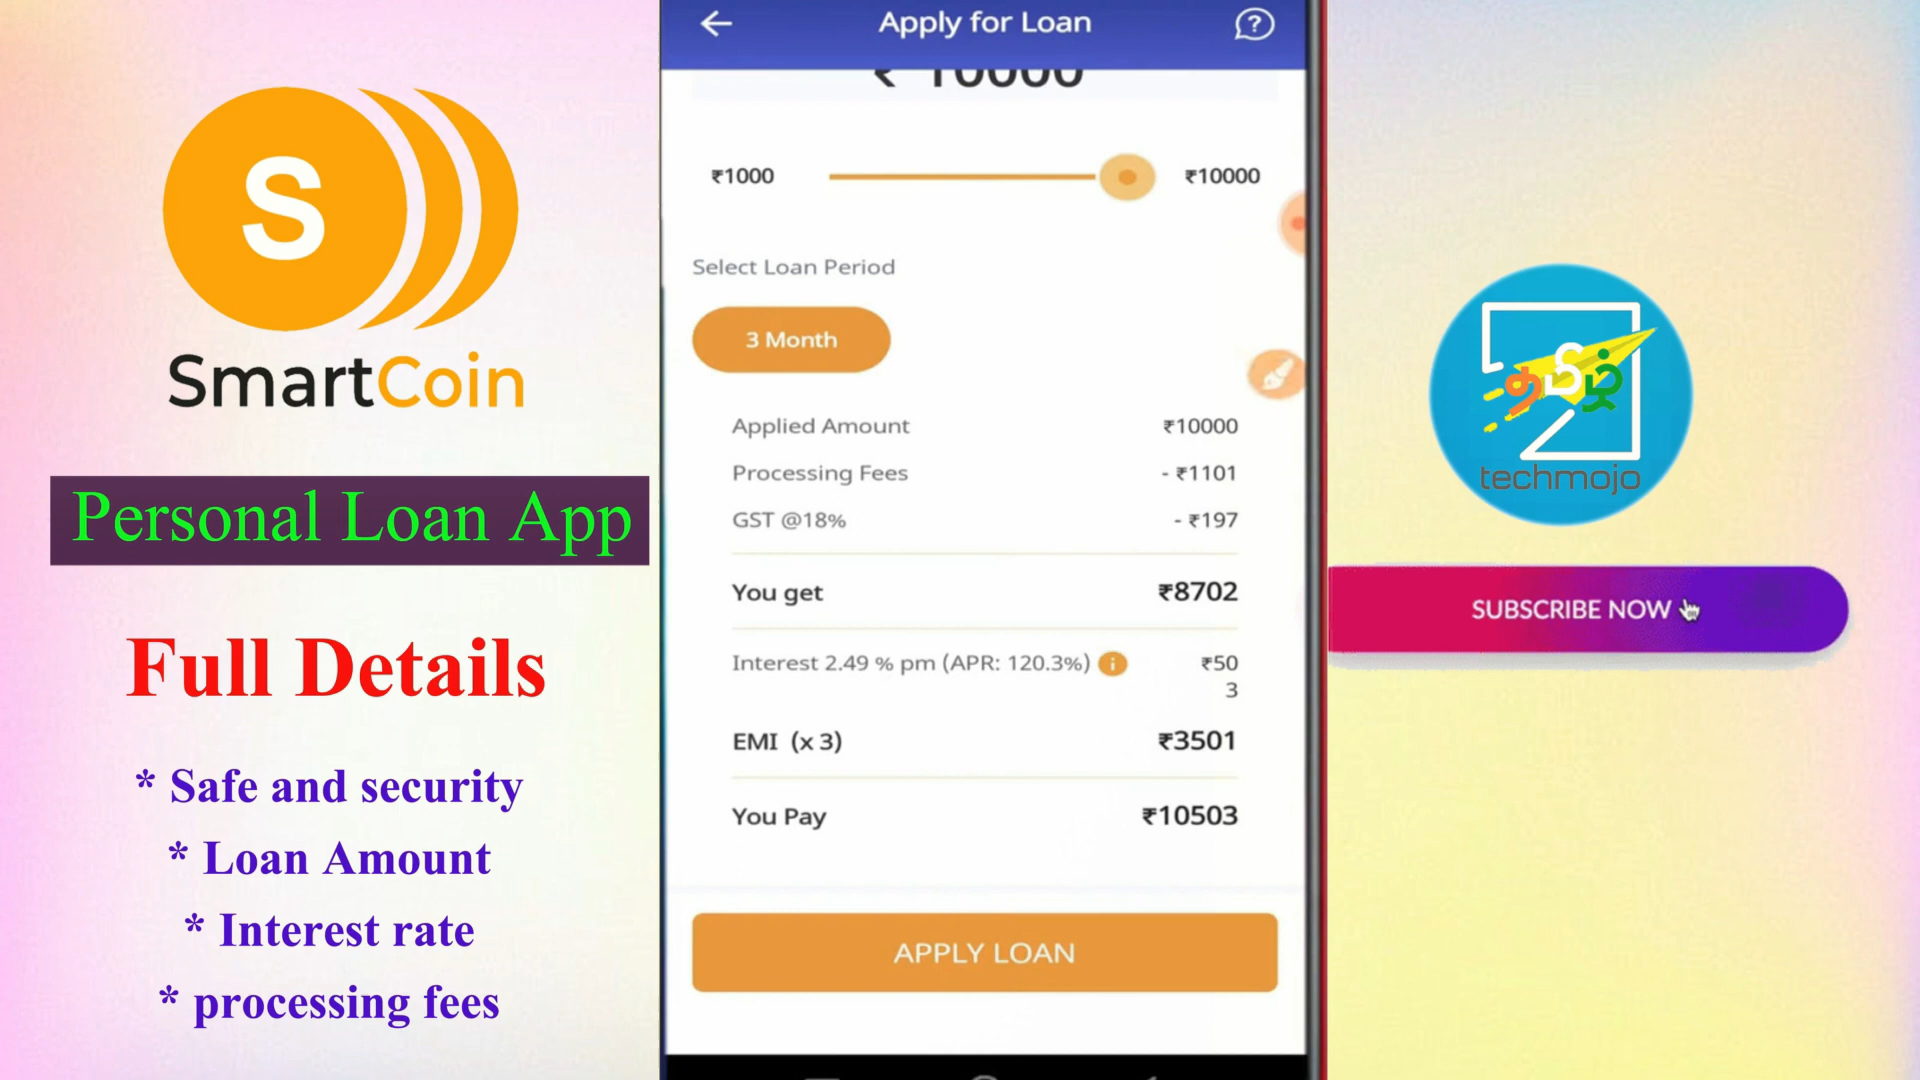 S
SmartCoin
Personal Loan App
Full Details
* Safe and security
* Loan Amount
* Interest rate
* processing fees
Apply for Loan
₹ 10000
₹1000 ₹10000
Select Loan Period
3 Month
Applied Amount ₹10000
Processing Fees - ₹1101
GST @18% - ₹197
You get ₹8702
Interest 2.49 % pm (APR: 120.3%) i ₹50
3
EMI (x 3) ₹3501
You Pay ₹10503
APPLY LOAN
தமிழ்
techmojo
SUBSCRIBE NOW